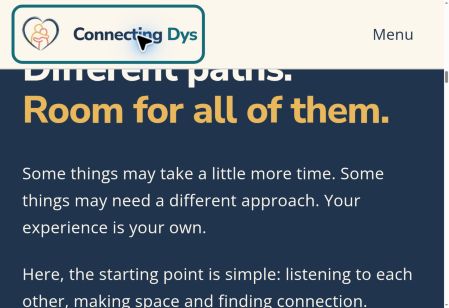 Connecting Dys
Menu
Different paths.
Room for all of them.
Some things may take a little more time. Some
things may need a different approach. Your
experience is your own.
Here, the starting point is simple: listening to each
other, making space and finding connection.